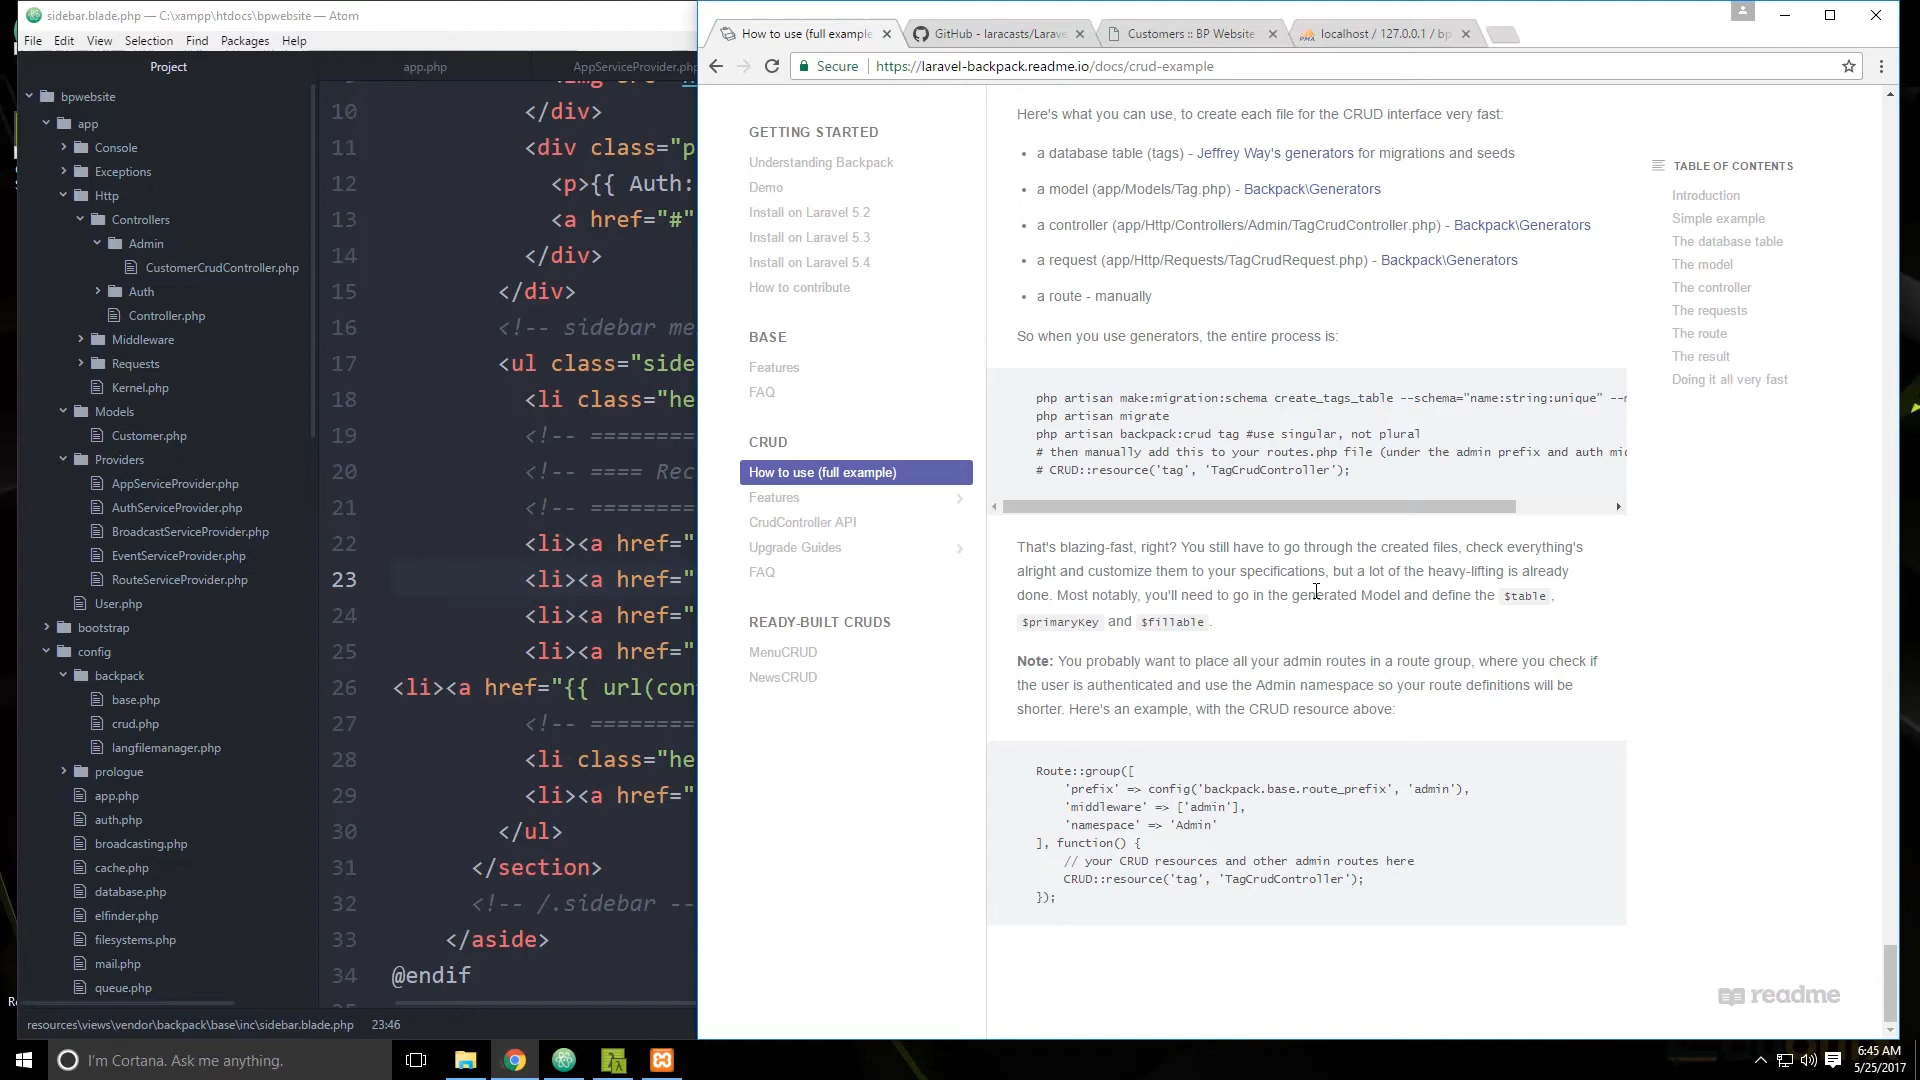 sidebar.blade.php — C:\xampp\htdocs\bpwebsite — Atom
File Edit View Selection Find Packages Help
Project
bpwebsite
app
Console
Exceptions
Http
Controllers
Admin
CustomerCrudController.php
Auth
Controller.php
Middleware
Requests
Kernel.php
Models
Customer.php
Providers
AppServiceProvider.php
AuthServiceProvider.php
BroadcastServiceProvider.php
EventServiceProvider.php
RouteServiceProvider.php
User.php
bootstrap
config
backpack
base.php
crud.php
langfilemanager.php
prologue
app.php
auth.php
broadcasting.php
cache.php
database.php
elfinder.php
filesystems.php
mail.php
queue.php
app.php AppServiceProvider.php
10 </div>
11 <div class="p
12 <p>{{ Auth:
13 <a href="#"
14 </div>
15 </div>
16 <!-- sidebar me
17 <ul class="side
18 <li class="he
19 <!-- =========
20 <!-- ==== Rec
21 <!-- =========
22 <li><a href="
23 <li><a href="
24 <li><a href="
25 <li><a href="
26 <li><a href="{{ url(con
27 <!-- =========
28 <li class="he
29 <li><a href="
30 </ul>
31 </section>
32 <!-- /.sidebar --
33 </aside>
34 @endif
resources\views\vendor\backpack\base\inc\sidebar.blade.php 23:46
How to use (full example
GitHub - laracasts/Larave
Customers :: BP Website
localhost / 127.0.0.1 / bp
Secure https://laravel-backpack.readme.io/docs/crud-example
GETTING STARTED
Understanding Backpack
Demo
Install on Laravel 5.2
Install on Laravel 5.3
Install on Laravel 5.4
How to contribute
BASE
Features
FAQ
CRUD
How to use (full example)
Features
CrudController API
Upgrade Guides
FAQ
READY-BUILT CRUDS
MenuCRUD
NewsCRUD
Here's what you can use, to create each file for the CRUD interface very fast:
• a database table (tags) - Jeffrey Way's generators for migrations and seeds
• a model (app/Models/Tag.php) - Backpack\Generators
• a controller (app/Http/Controllers/Admin/TagCrudController.php) - Backpack\Generators
• a request (app/Http/Requests/TagCrudRequest.php) - Backpack\Generators
• a route - manually
So when you use generators, the entire process is:
php artisan make:migration:schema create_tags_table --schema="name:string:unique" --m
php artisan migrate
php artisan backpack:crud tag #use singular, not plural
# then manually add this to your routes.php file (under the admin prefix and auth mid
# CRUD::resource('tag', 'TagCrudController');
That's blazing-fast, right? You still have to go through the created files, check everything's
alright and customize them to your specifications, but a lot of the heavy-lifting is already
done. Most notably, you'll need to go in the generated Model and define the $table,
$primaryKey and $fillable.
Note: You probably want to place all your admin routes in a route group, where you check if
the user is authenticated and use the Admin namespace so your route definitions will be
shorter. Here's an example, with the CRUD resource above:
Route::group([
'prefix' => config('backpack.base.route_prefix', 'admin'),
'middleware' => ['admin'],
'namespace' => 'Admin'
], function() {
// your CRUD resources and other admin routes here
CRUD::resource('tag', 'TagCrudController');
});
TABLE OF CONTENTS
Introduction
Simple example
The database table
The model
The controller
The requests
The route
The result
Doing it all very fast
readme
I'm Cortana. Ask me anything.
6:45 AM
5/25/2017